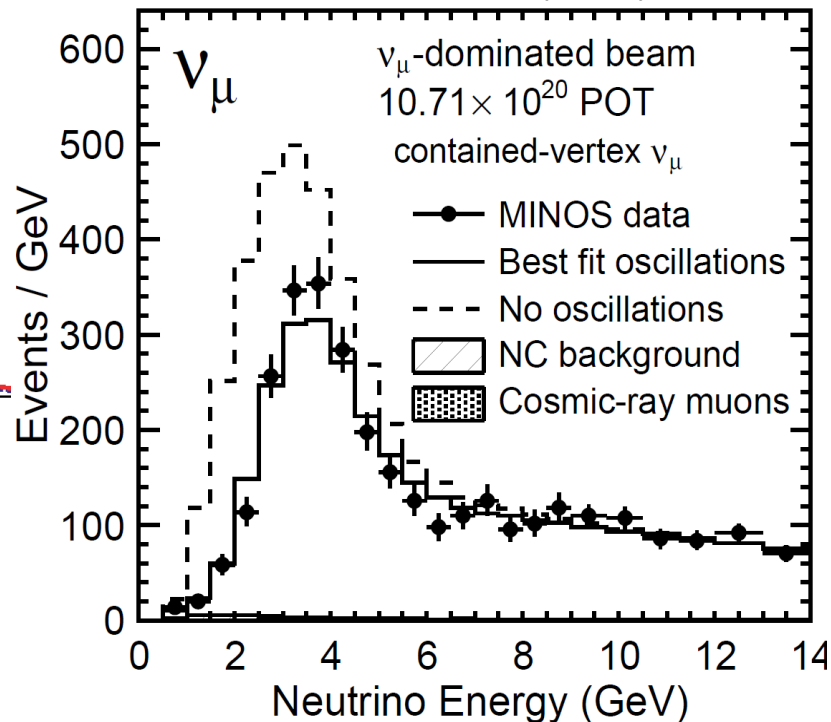 600
500
400
300
200
100
0
Events / GeV
νμ
νμ-dominated beam
10.71× 10²⁰ POT
contained-vertex νμ
MINOS data
Best fit oscillations
No oscillations
NC background
Cosmic-ray muons
0 2 4 6 8 10 12 14
Neutrino Energy (GeV)